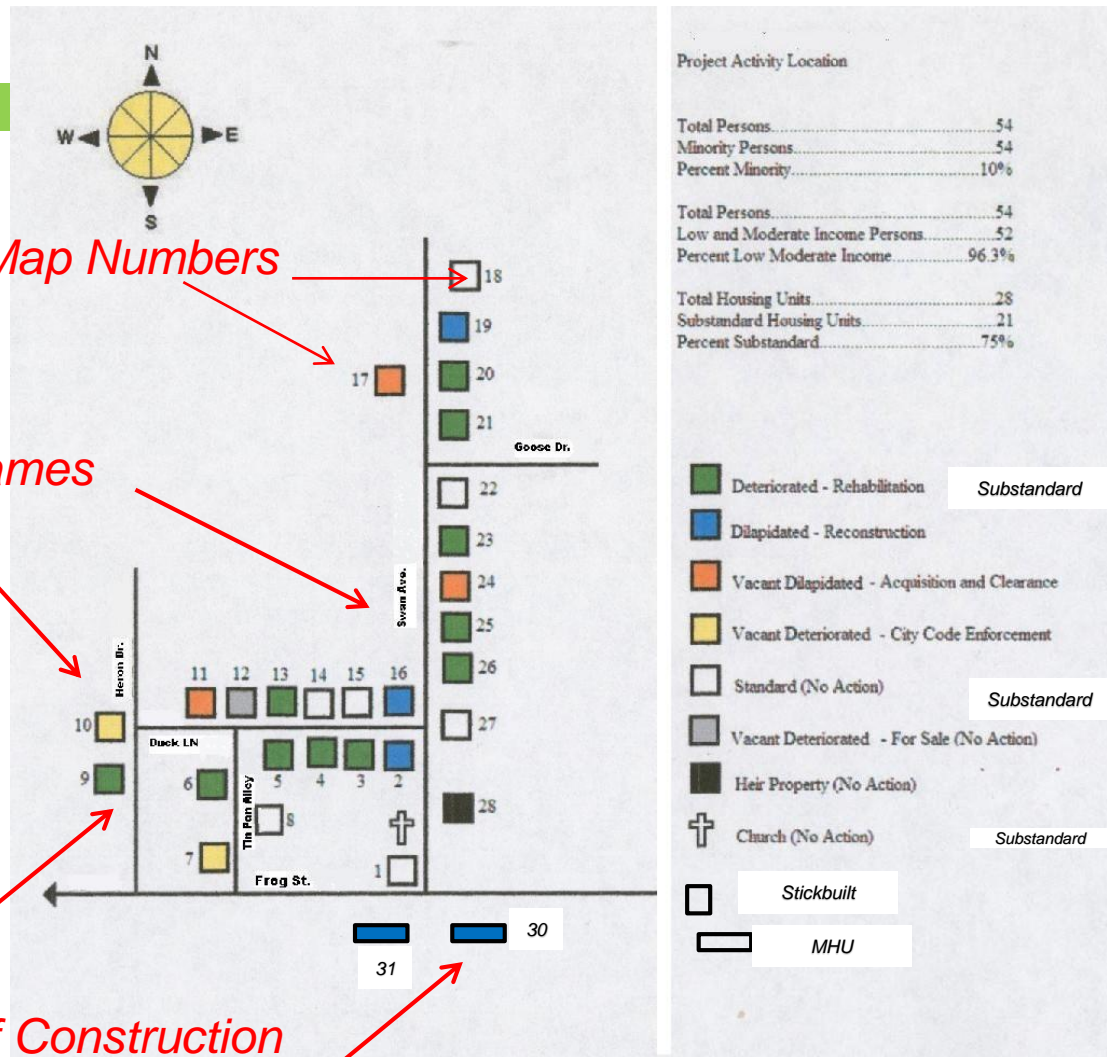 N
W
E
S
Map Numbers
18
19
17
20
21
Goose Dr.
ames
22
23
Swan Ave.
24
25
26
Heron Dr.
11
12
13
14
15
16
10
27
Duck LN
9
6
5
4
3
2
Tin Pan Alley
8
28
7
1
Frog St.
30
31
f Construction
Project Activity Location
Total Persons.....54
Minority Persons.....54
Percent Minority.....10%
Total Persons.....54
Low and Moderate Income Persons.....52
Percent Low Moderate Income.....96.3%
Total Housing Units.....28
Substandard Housing Units.....21
Percent Substandard.....75%
Deteriorated - Rehabilitation Substandard
Dilapidated - Reconstruction
Vacant Dilapidated - Acquisition and Clearance
Vacant Deteriorated - City Code Enforcement
Standard (No Action) Substandard
Vacant Deteriorated - For Sale (No Action)
Heir Property (No Action)
Church (No Action) Substandard
Stickbuilt
MHU